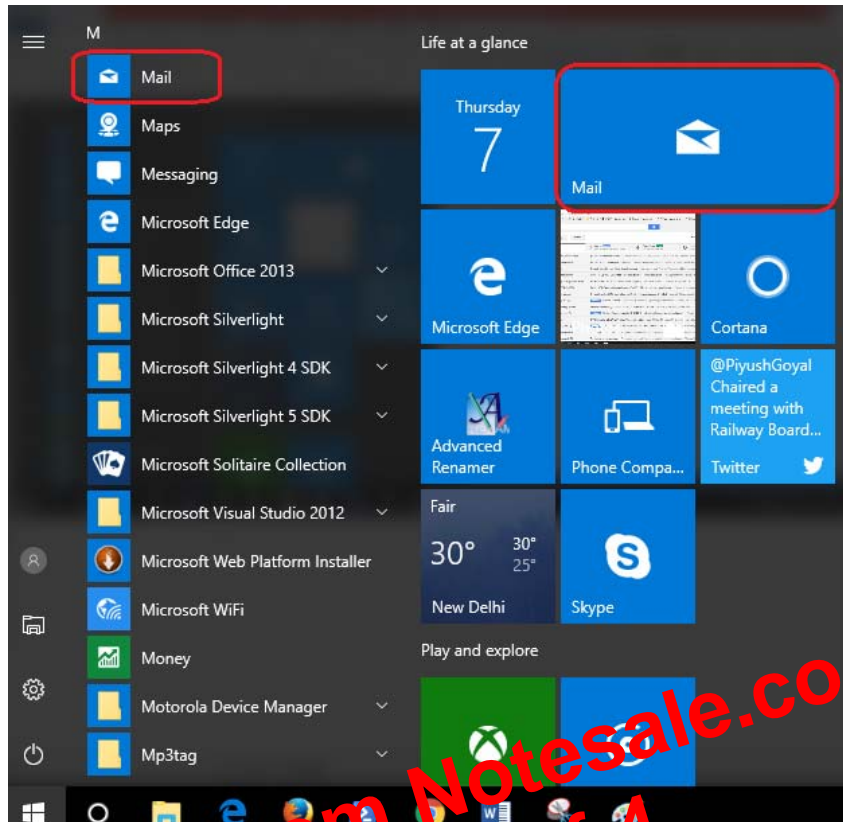 M
Mail
Maps
Messaging
Microsoft Edge
Microsoft Office 2013
Microsoft Silverlight
Microsoft Silverlight 4 SDK
Microsoft Silverlight 5 SDK
Microsoft Solitaire Collection
Microsoft Visual Studio 2012
Microsoft Web Platform Installer
Microsoft WiFi
Money
Motorola Device Manager
Mp3tag
Life at a glance
Thursday
7
Mail
Microsoft Edge
Cortana
Advanced
Renamer
Phone Compa...
@PiyushGoyal
Chaired a
meeting with
Railway Board...
Twitter
Fair
30°
30°
25°
New Delhi
Skype
Play and explore
Notesale.co